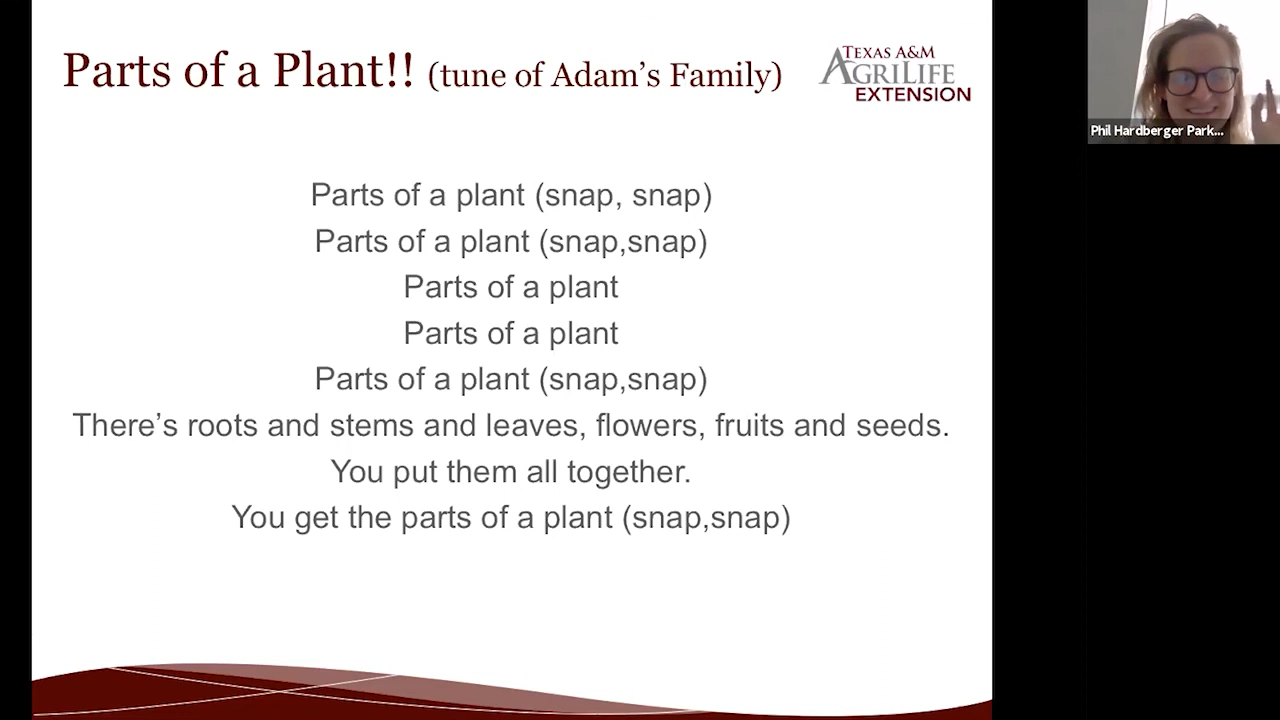 Parts of a Plant!! (tune of Adam’s Family)
TEXAS A&M
AGRILIFE
EXTENSION
Phil Hardberger Park...
Parts of a plant (snap, snap)
Parts of a plant (snap,snap)
Parts of a plant
Parts of a plant
Parts of a plant (snap,snap)
There’s roots and stems and leaves, flowers, fruits and seeds.
You put them all together.
You get the parts of a plant (snap,snap)